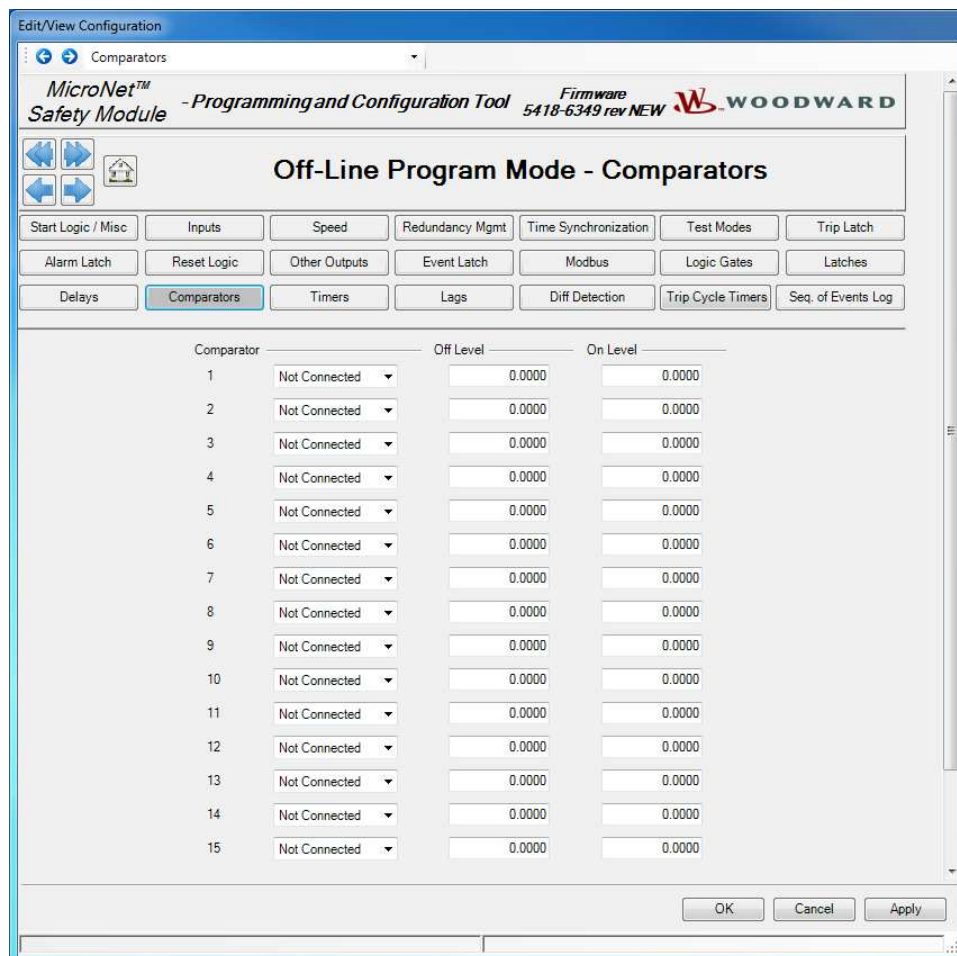 Edit/View Configuration
Comparators
MicroNet™
Safety Module
- Programming and Configuration Tool
Firmware
5418-6349 rev NEW
WOODWARD
Off-Line Program Mode - Comparators
Start Logic / Misc Inputs Speed Redundancy Mgmt Time Synchronization Test Modes Trip Latch
Alarm Latch Reset Logic Other Outputs Event Latch Modbus Logic Gates Latches
Delays Comparators Timers Lags Diff Detection Trip Cycle Timers Seq. of Events Log
Comparator Off Level On Level
1 Not Connected 0.0000 0.0000
2 Not Connected 0.0000 0.0000
3 Not Connected 0.0000 0.0000
4 Not Connected 0.0000 0.0000
5 Not Connected 0.0000 0.0000
6 Not Connected 0.0000 0.0000
7 Not Connected 0.0000 0.0000
8 Not Connected 0.0000 0.0000
9 Not Connected 0.0000 0.0000
10 Not Connected 0.0000 0.0000
11 Not Connected 0.0000 0.0000
12 Not Connected 0.0000 0.0000
13 Not Connected 0.0000 0.0000
14 Not Connected 0.0000 0.0000
15 Not Connected 0.0000 0.0000
OK Cancel Apply